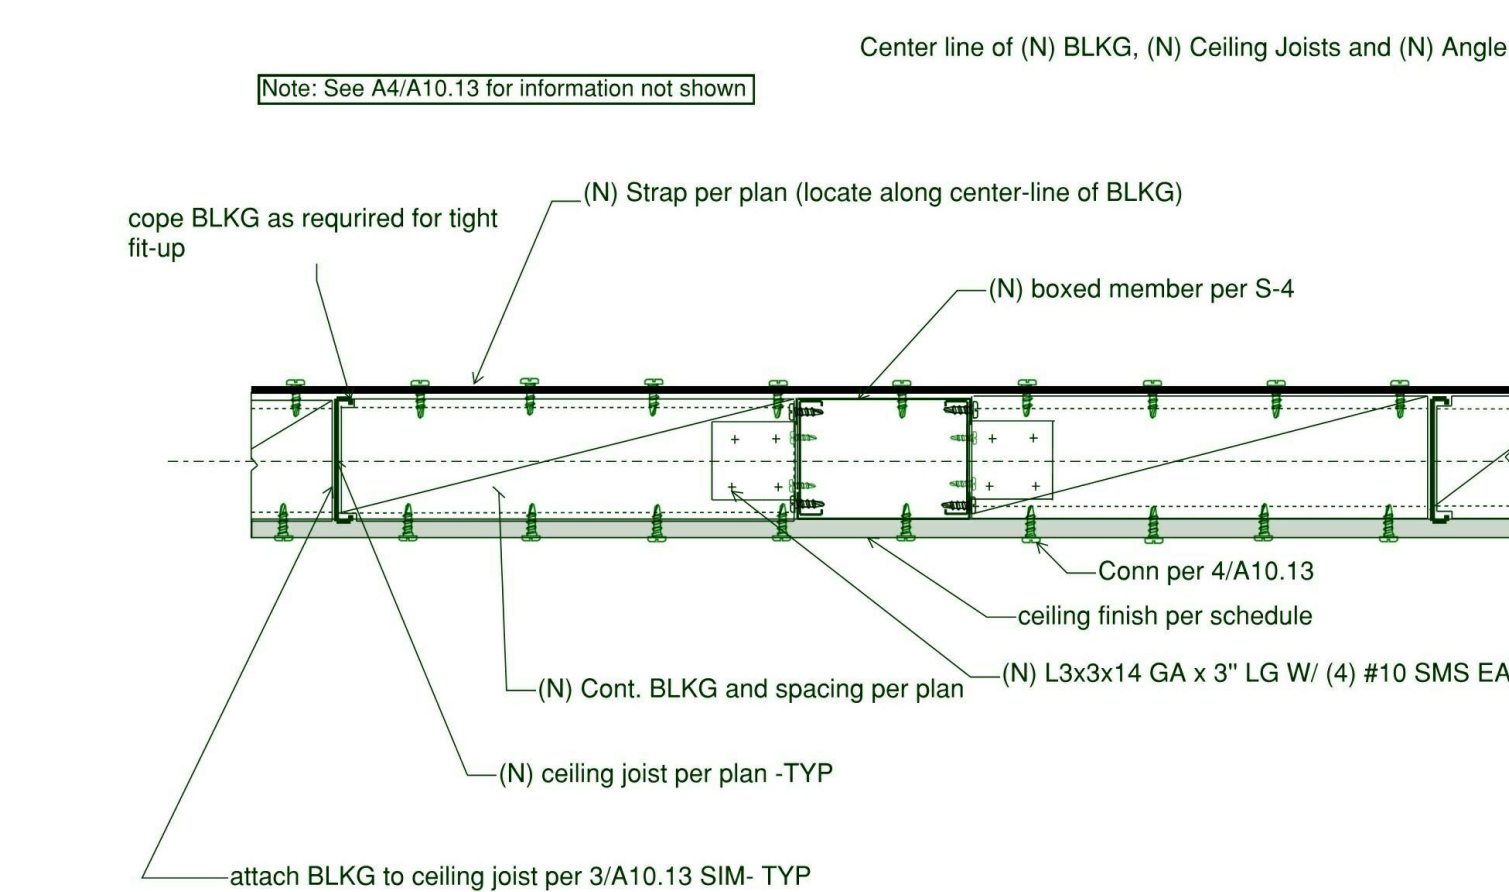 Center line of (N) BLKG, (N) Ceiling Joists and (N) Angle
Note: See A4/A10.13 for information not shown
(N) Strap per plan (locate along center-line of BLKG)
cope BLKG as requrired for tight
fit-up
(N) boxed member per S-4
Conn per 4/A10.13
ceiling finish per schedule
(N) L3x3x14 GA x 3" LG W/ (4) #10 SMS EA
(N) Cont. BLKG and spacing per plan
(N) ceiling joist per plan -TYP
attach BLKG to ceiling joist per 3/A10.13 SIM- TYP